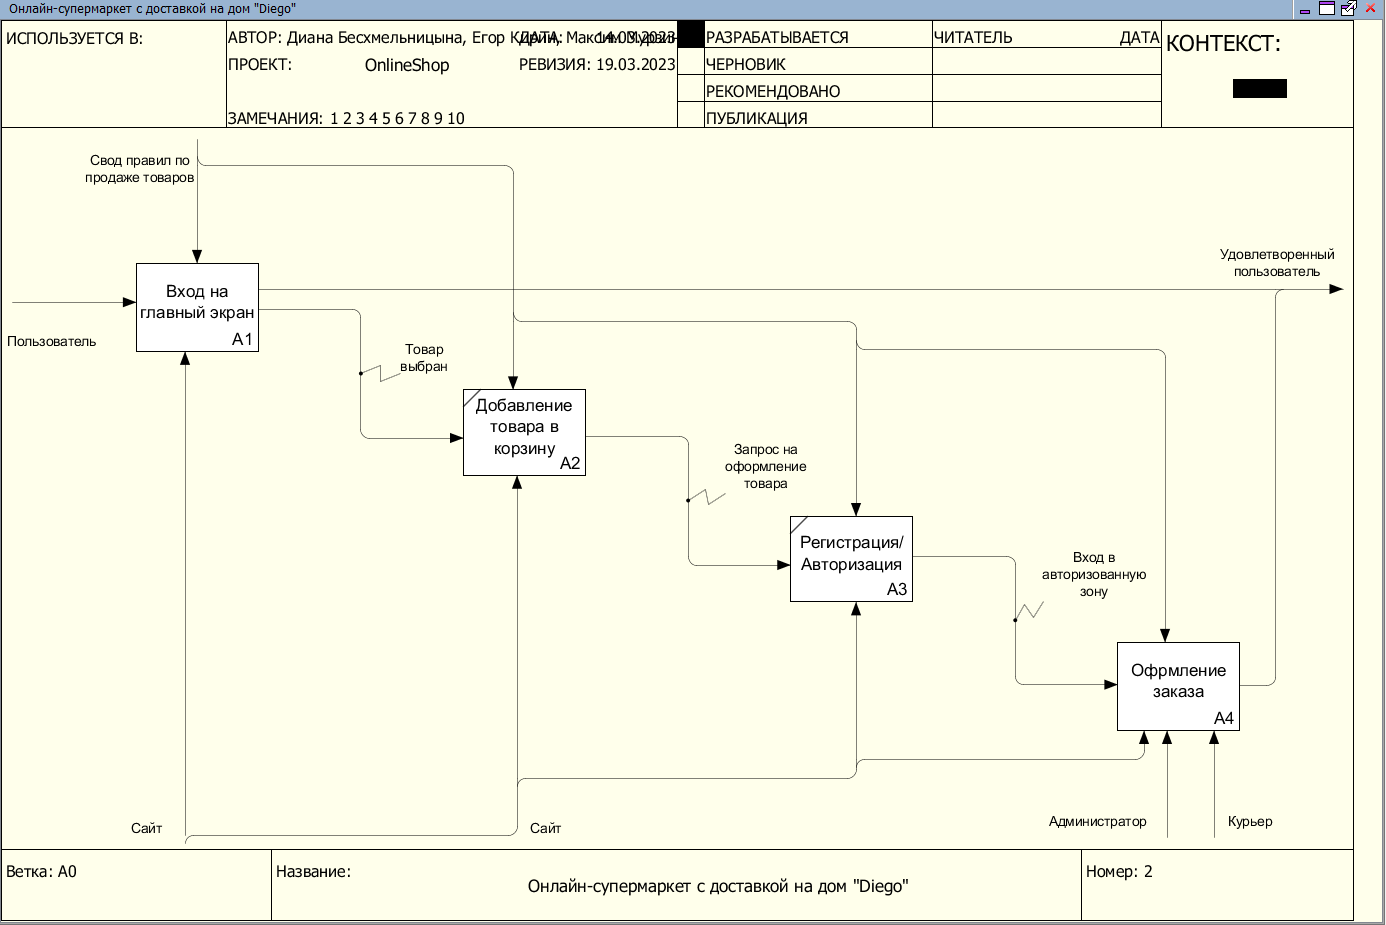 Онлайн-супермаркет с доставкой на дом "Diego"
ИСПОЛЬЗУЕТСЯ В:
АВТОР: Диана Бесхмельницына, Егор
ДАТА: 14.03.2023
ПРОЕКТ: OnlineShop
РЕВИЗИЯ: 19.03.2023
ЗАМЕЧАНИЯ: 1 2 3 4 5 6 7 8 9 10
РАЗРАБАТЫВАЕТСЯ
ЧЕРНОВИК
РЕКОМЕНДОВАНО
ПУБЛИКАЦИЯ
ЧИТАТЕЛЬ
ДАТА
КОНТЕКСТ:
Свод правил по
продаже товаров
Удовлетворенный
пользователь
Вход на
главный экран
A1
Пользователь
Товар
выбран
Добавление
товара в
корзину
A2
Запрос на
оформление
товара
Регистрация/
Авторизация
A3
Вход в
авторизованную
зону
Офрмление
заказа
A4
Сайт
Сайт
Администратор
Курьер
Ветка: A0
Название:
Онлайн-супермаркет с доставкой на дом "Diego"
Номер: 2